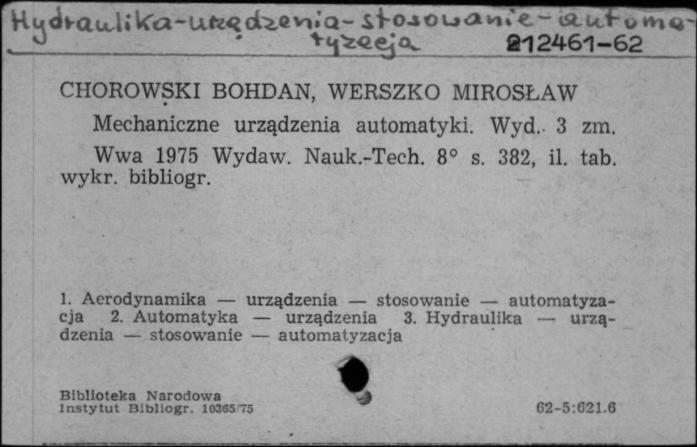 Hydraulika-urządzenia-stosowanie-automa-
tyzacja 212461-62
CHOROWSKI BOHDAN, WERSZKO MIROSŁAW
Mechaniczne urządzenia automatyki. Wyd. 3 zm.
Wwa 1975 Wydaw. Nauk.-Tech. 8° s. 382, il. tab.
wykr. bibliogr.
1. Aerodynamika — urządzenia — stosowanie — automatyza-
cja 2. Automatyka — urządzenia 3. Hydraulika — urzą-
dzenia — stosowanie — automatyzacja
Biblioteka Narodowa
Instytut Bibliogr. 10365/75 62-5:621.6